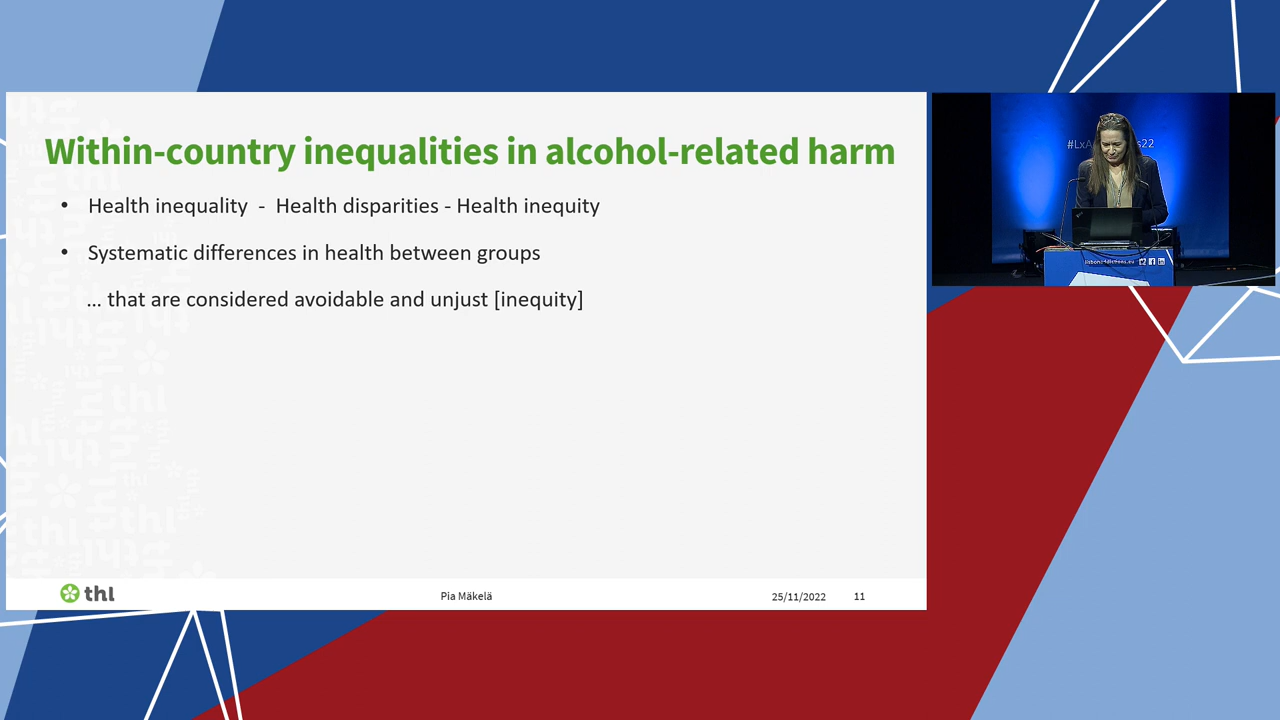 Within-country inequalities in alcohol-related harm
• Health inequality - Health disparities - Health inequity
• Systematic differences in health between groups
... that are considered avoidable and unjust [inequity]
thl
Pia Mäkelä
25/11/2022
11